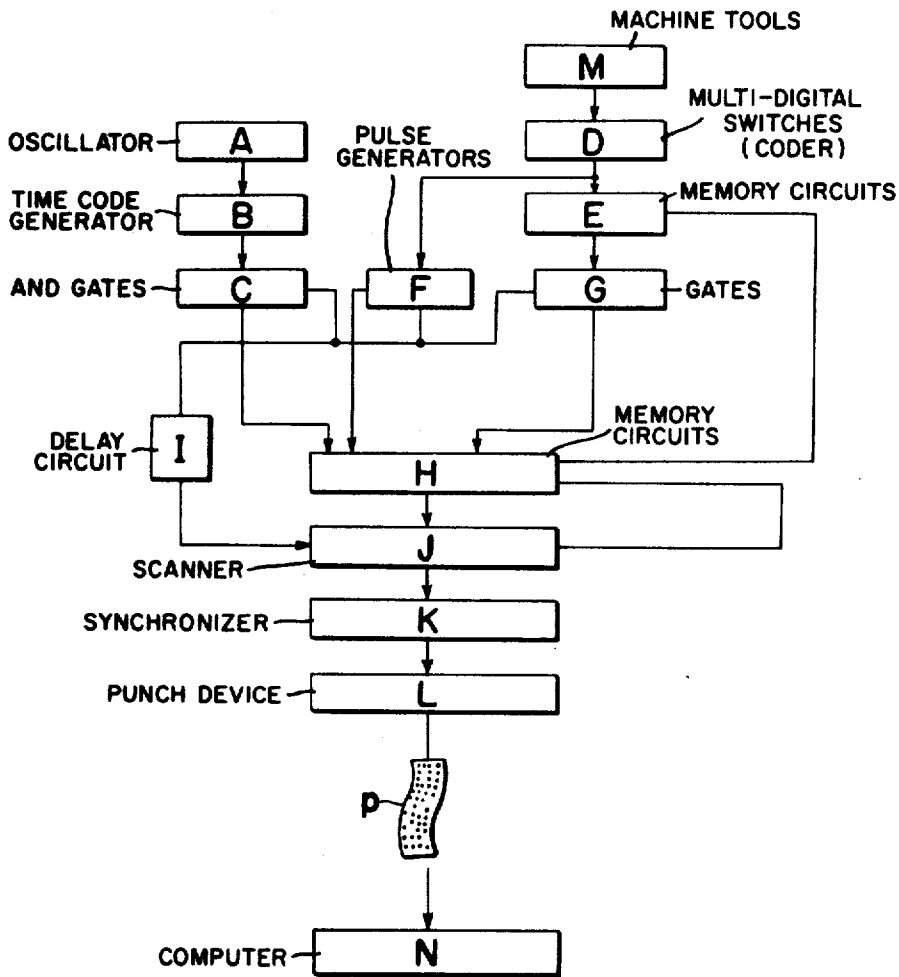 MACHINE TOOLS
M
MULTI-DIGITAL
SWITCHES
(CODER)
D
OSCILLATOR
A
PULSE
GENERATORS
TIME CODE
GENERATOR
B
MEMORY CIRCUITS
E
AND GATES
C
F
G
GATES
DELAY
CIRCUIT
I
MEMORY
CIRCUITS
H
J
SCANNER
SYNCHRONIZER
K
PUNCH DEVICE
L
p
COMPUTER
N